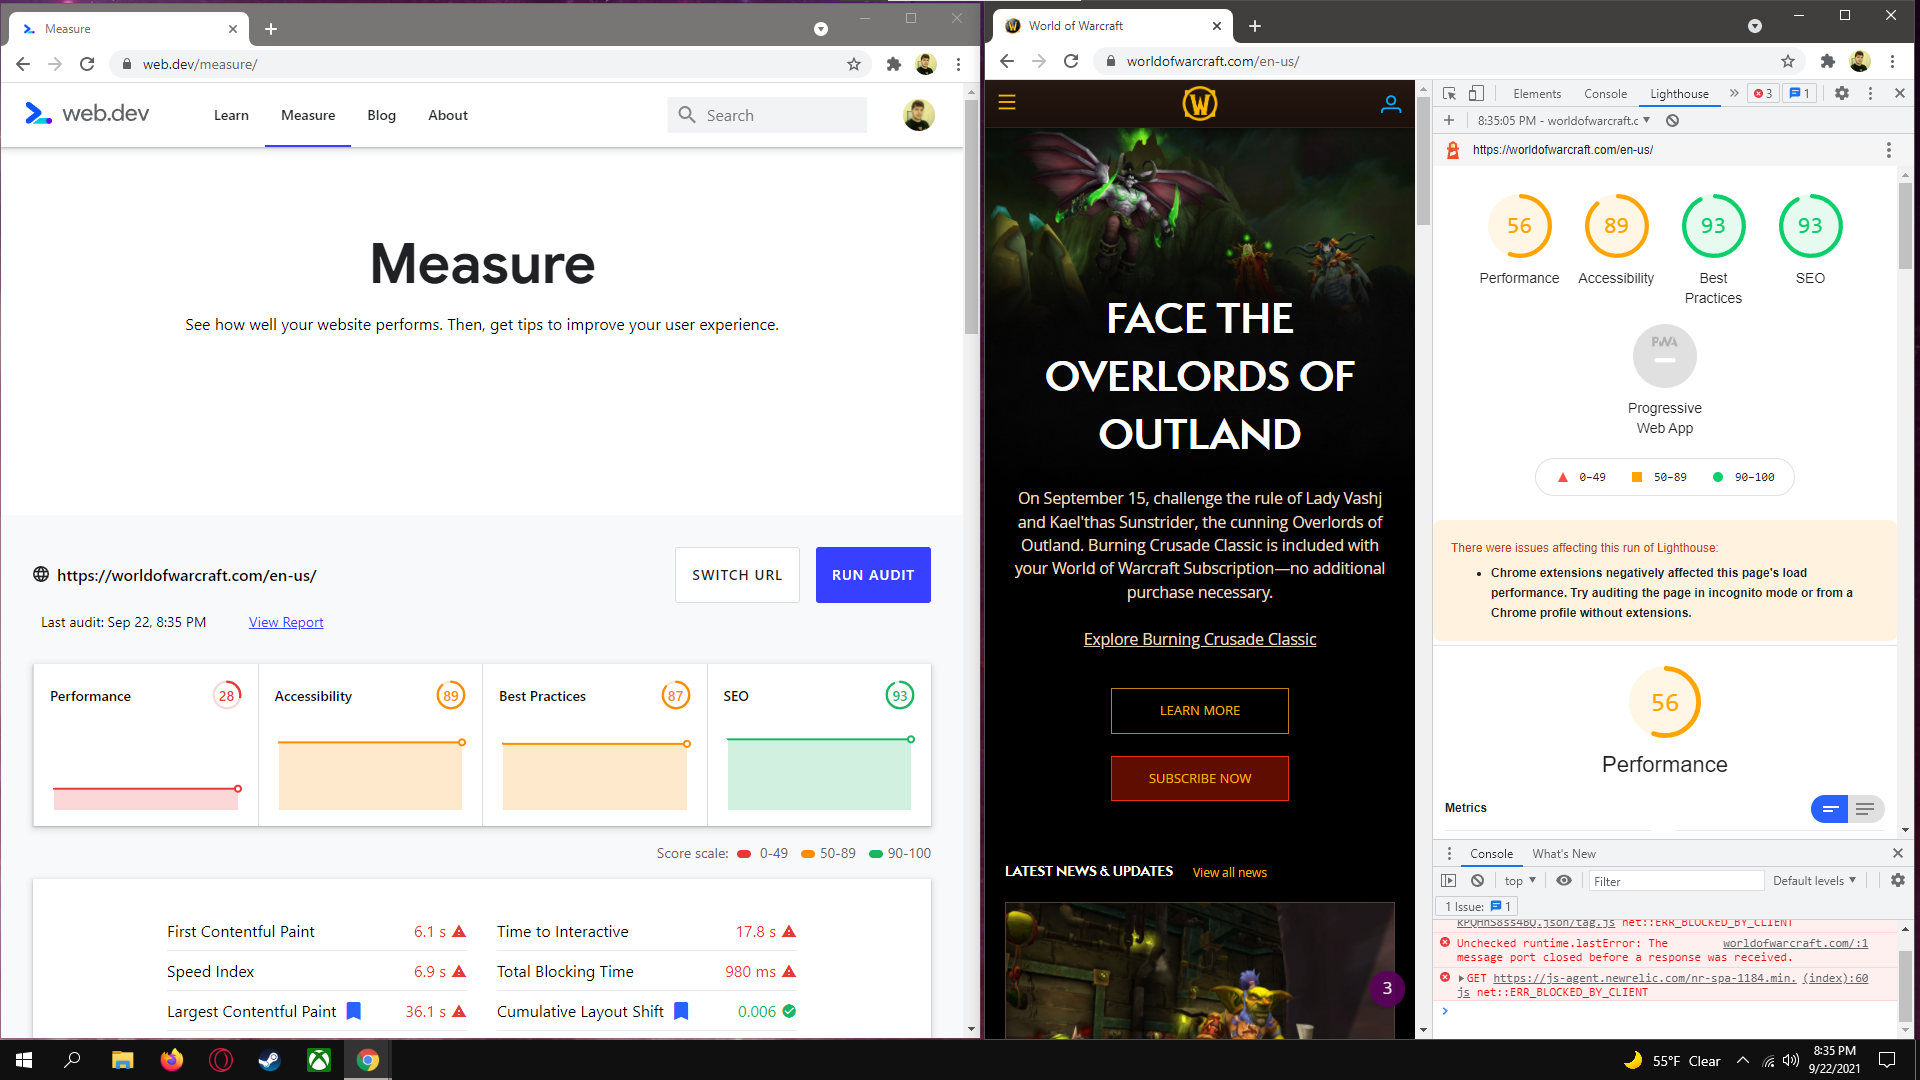 Measure
web.dev/measure/
web.dev
Learn
Measure
Blog
About
Search
Measure
See how well your website performs. Then, get tips to improve your user experience.
https://worldofwarcraft.com/en-us/
SWITCH URL
RUN AUDIT
Last audit: Sep 22, 8:35 PM
View Report
Performance
28
Accessibility
89
Best Practices
87
SEO
93
Score scale:
0-49
50-89
90-100
First Contentful Paint
6.1 s
Time to Interactive
17.8 s
Speed Index
6.9 s
Total Blocking Time
980 ms
Largest Contentful Paint
36.1 s
Cumulative Layout Shift
0.006
World of Warcraft
worldofwarcraft.com/en-us/
W
FACE THE
OVERLORDS OF
OUTLAND
On September 15, challenge the rule of Lady Vashj
and Kael'thas Sunstrider, the cunning Overlords of
Outland. Burning Crusade Classic is included with
your World of Warcraft Subscription—no additional
purchase necessary.
Explore Burning Crusade Classic
LEARN MORE
SUBSCRIBE NOW
LATEST NEWS & UPDATES
View all news
3
Elements
Console
Lighthouse
3
1
8:35:05 PM - worldofwarcraft.c
https://worldofwarcraft.com/en-us/
56
Performance
89
Accessibility
93
Best
Practices
93
SEO
PWA
Progressive
Web App
0–49
50–89
90–100
There were issues affecting this run of Lighthouse:
Chrome extensions negatively affected this page's load
performance. Try auditing the page in incognito mode or from a
Chrome profile without extensions.
56
Performance
Metrics
Console
What's New
top
Filter
Default levels
1 Issue:
1
kPQHnS8ss4BQ.json/tag.js net::ERR_BLOCKED_BY_CLIENT
Unchecked runtime.lastError: The
worldofwarcraft.com/:1
message port closed before a response was received.
GET https://js-agent.newrelic.com/nr-spa-1184.min.
(index):60
js net::ERR_BLOCKED_BY_CLIENT
55°F Clear
8:35 PM
9/22/2021